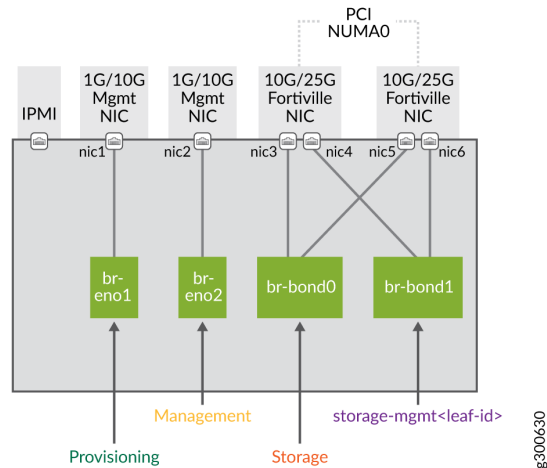 PCI
NUMA0
IPMI
1G/10G
Mgmt
NIC
1G/10G
Mgmt
NIC
10G/25G
Fortiville
NIC
10G/25G
Fortiville
NIC
nic1
nic2
nic3
nic4
nic5
nic6
br-
eno1
br-
eno2
br-bond0
br-bond1
Management
storage-mgmt<leaf-id>
Provisioning
Storage
g300630